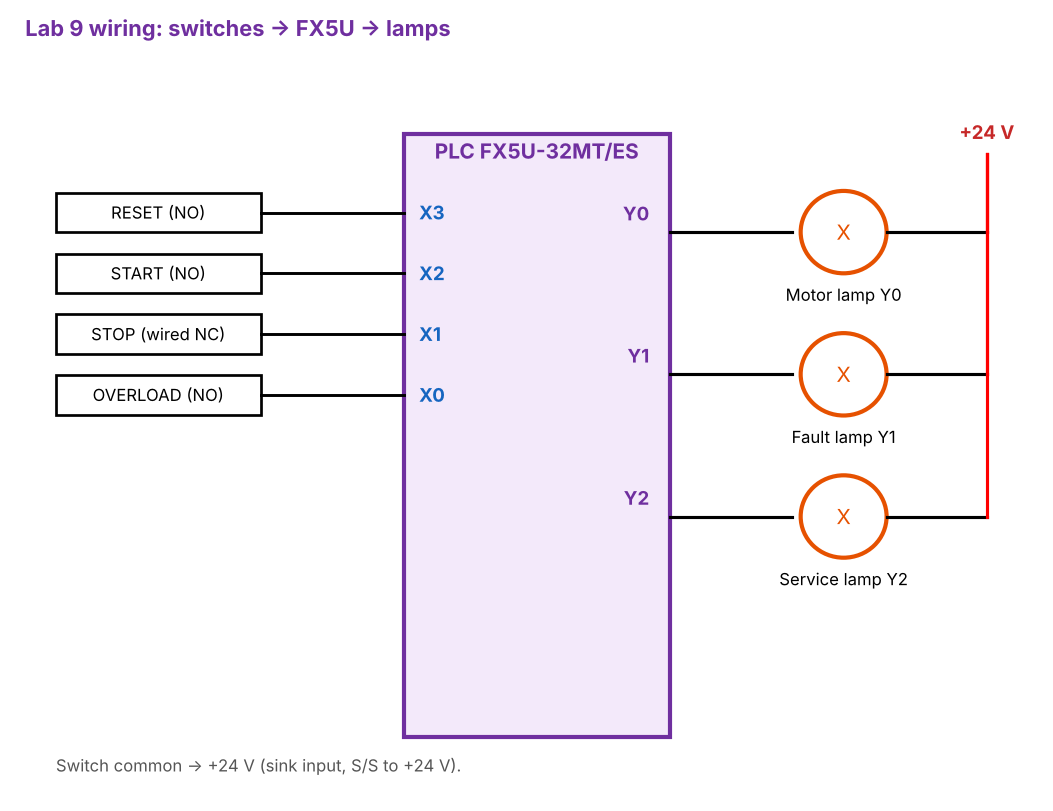 Lab 9 wiring: switches → FX5U → lamps
+24 V
PLC FX5U-32MT/ES
RESET (NO)
X3
Y0
X
START (NO)
X2
Motor lamp Y0
STOP (wired NC)
X1
Y1
X
OVERLOAD (NO)
X0
Fault lamp Y1
Y2
X
Service lamp Y2
Switch common → +24 V (sink input, S/S to +24 V).